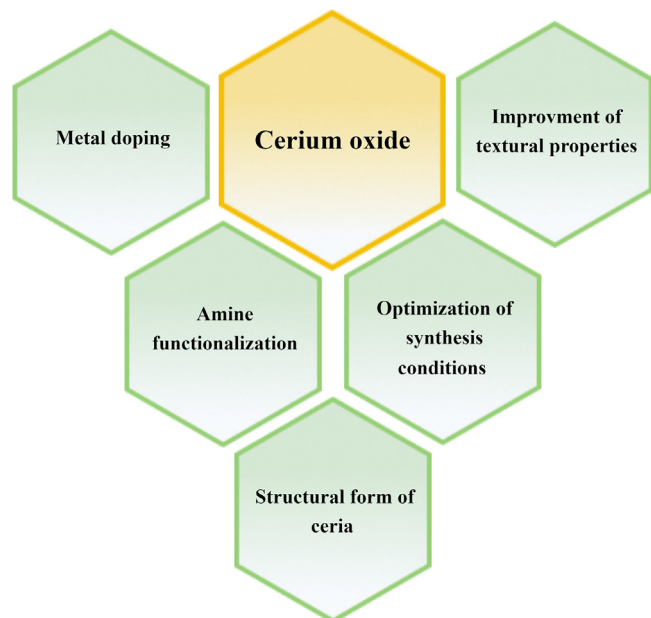 Metal doping
Cerium oxide
Improvment of
textural properties
Amine
functionalization
Optimization of
synthesis
conditions
Structural form of
ceria